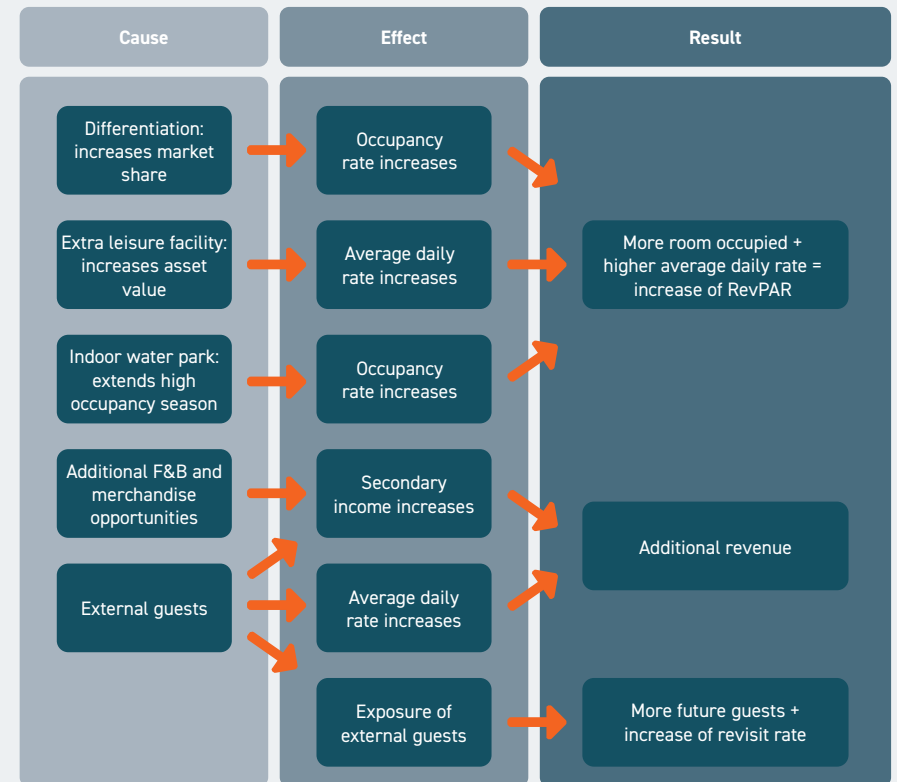 Cause
Effect
Result
Differentiation:
increases market
share
Occupancy
rate increases
Extra leisure facility:
increases asset
value
Average daily
rate increases
More room occupied +
higher average daily rate =
increase of RevPAR
Indoor water park:
extends high
occupancy season
Occupancy
rate increases
Additional F&B and
merchandise
opportunities
Secondary
income increases
Additional revenue
External guests
Average daily
rate increases
Exposure of
external guests
More future guests +
increase of revisit rate